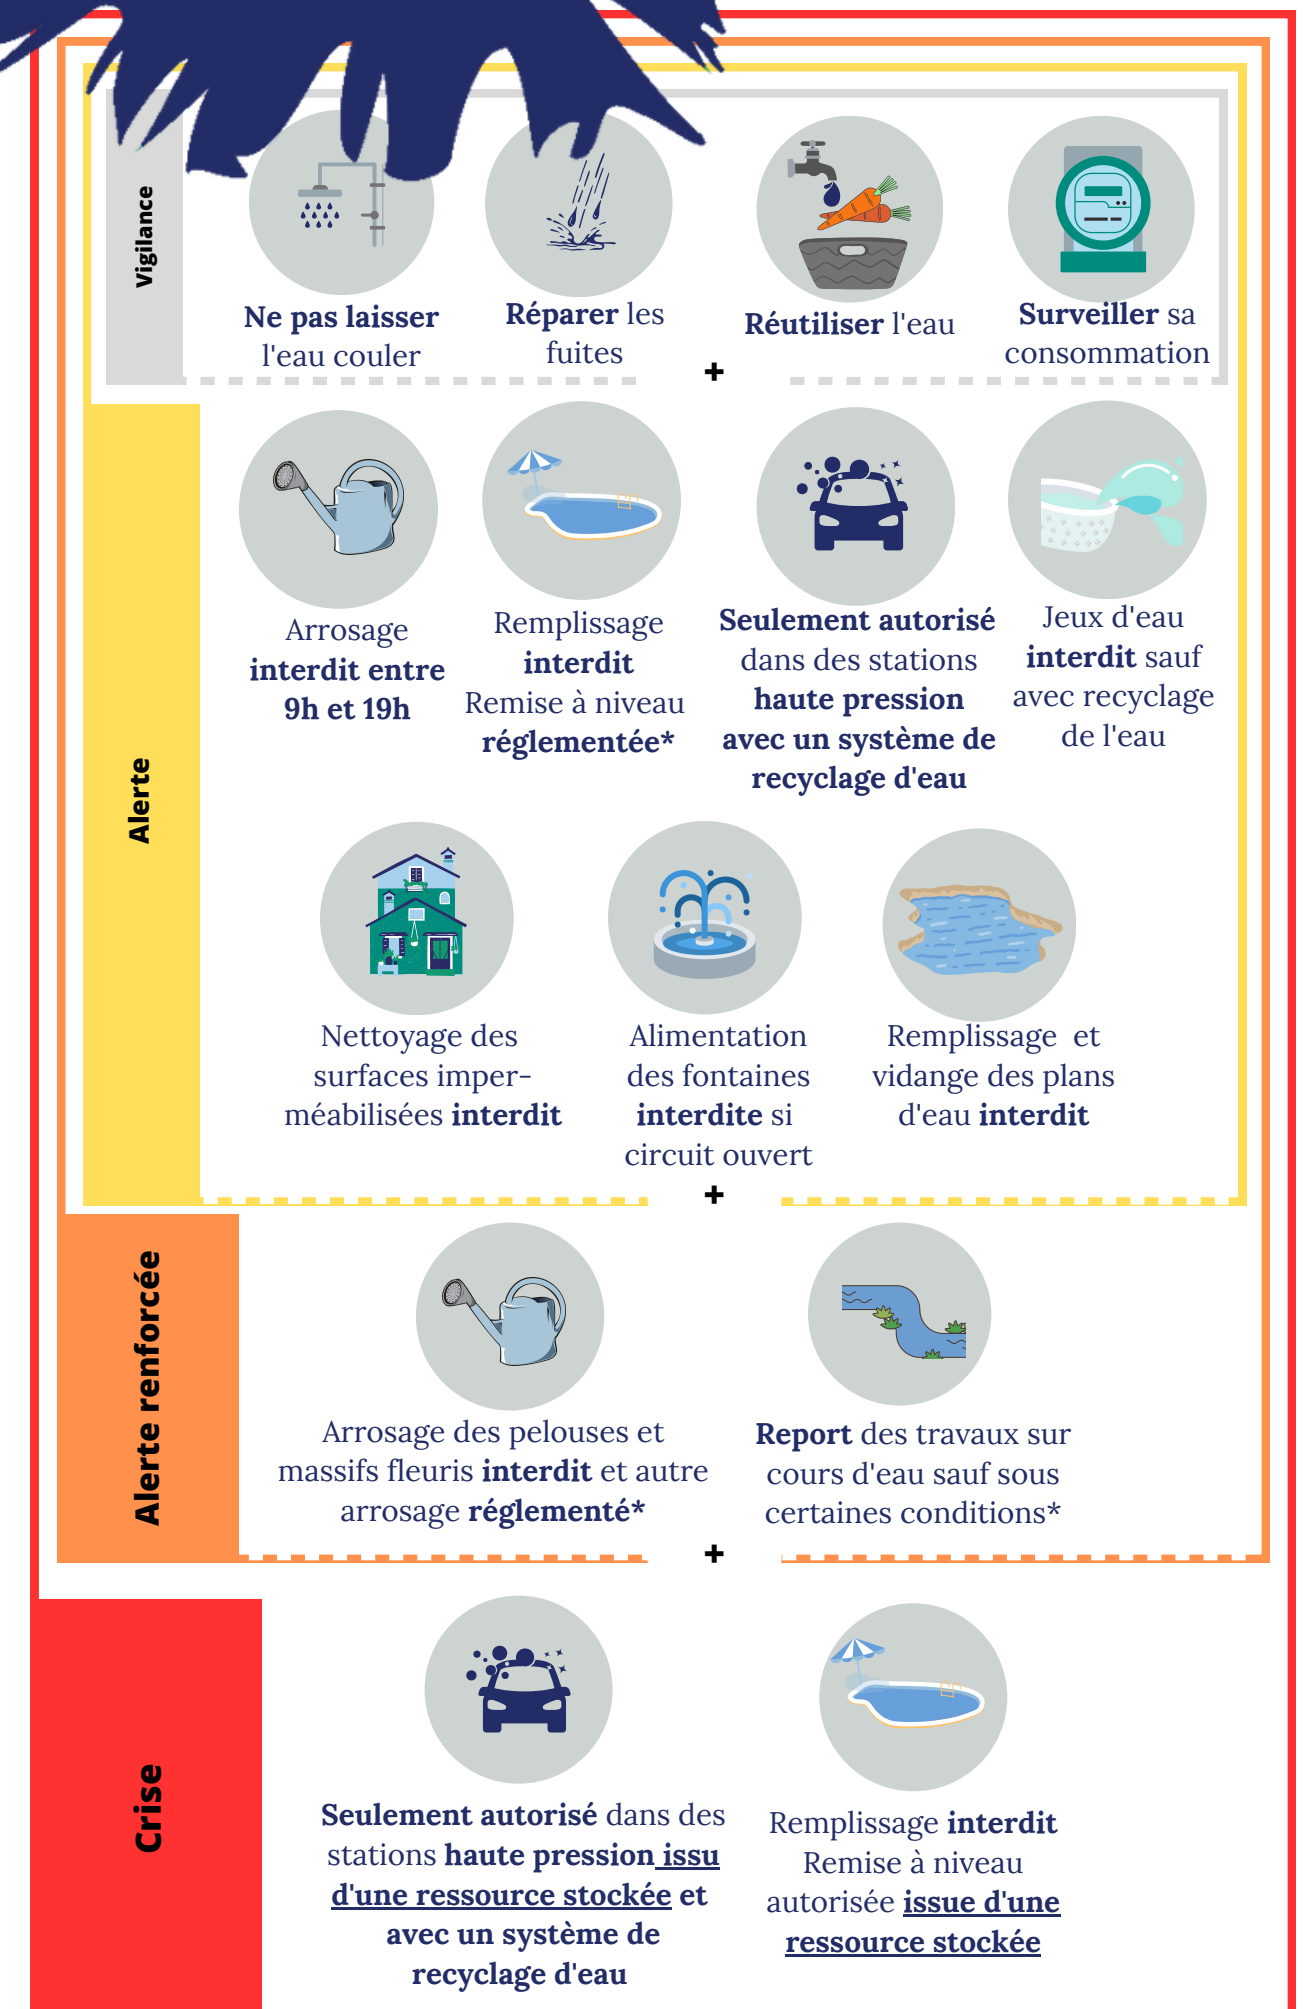 Vigilance
Ne pas laisser
l'eau couler
Réparer les
fuites
Réutiliser l'eau
Surveiller sa
consommation
+
Alerte
Arrosage
interdit entre
9h et 19h
Remplissage
interdit
Remise à niveau
réglementée*
Seulement autorisé
dans des stations
haute pression
avec un système de
recyclage d'eau
Jeux d'eau
interdit sauf
avec recyclage
de l'eau
Nettoyage des
surfaces imper-
méabilisées interdit
Alimentation
des fontaines
interdite si
circuit ouvert
Remplissage et
vidange des plans
d'eau interdit
+
Alerte renforcée
Arrosage des pelouses et
massifs fleuris interdit et autre
arrosage réglementé*
Report des travaux sur
cours d'eau sauf sous
certaines conditions*
+
Crise
Seulement autorisé dans des
stations haute pression issu
d'une ressource stockée et
avec un système de
recyclage d'eau
Remplissage interdit
Remise à niveau
autorisée issue d'une
ressource stockée